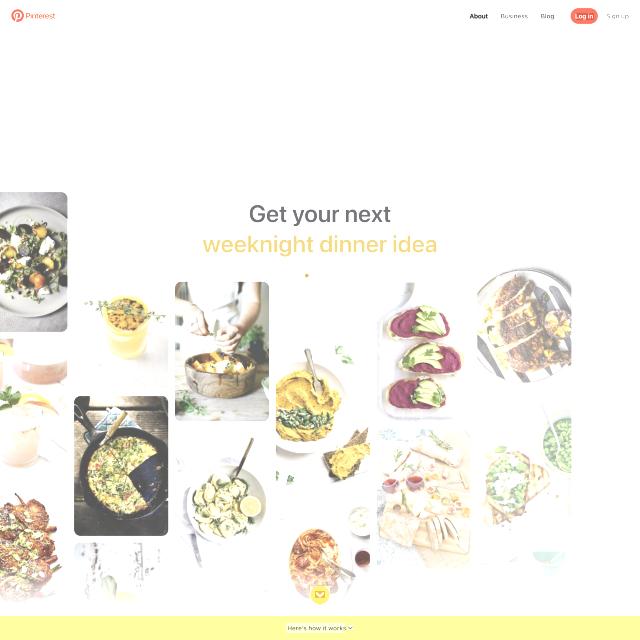 Pinterest
About
Business
Blog
Log in
Sign up
Get your next
weeknight dinner idea
Here's how it works